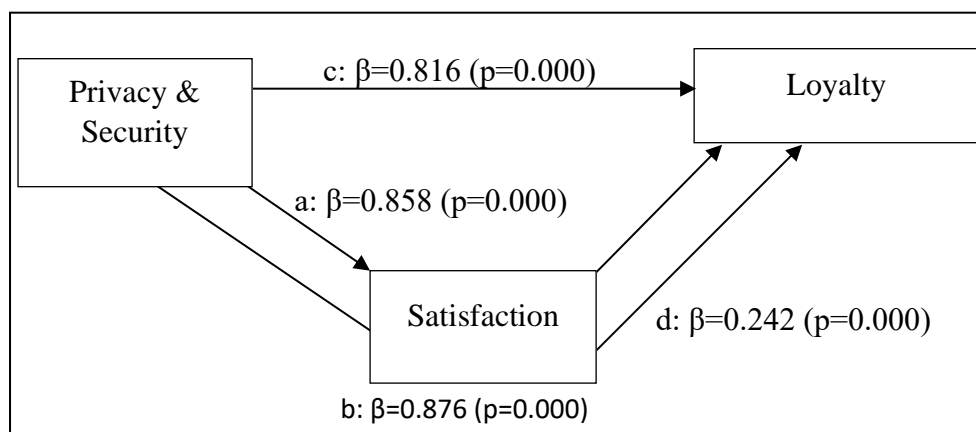 c: β=0.816 (p=0.000)
Privacy &
Security
Loyalty
a: β=0.858 (p=0.000)
Satisfaction
d: β=0.242 (p=0.000)
b: β=0.876 (p=0.000)